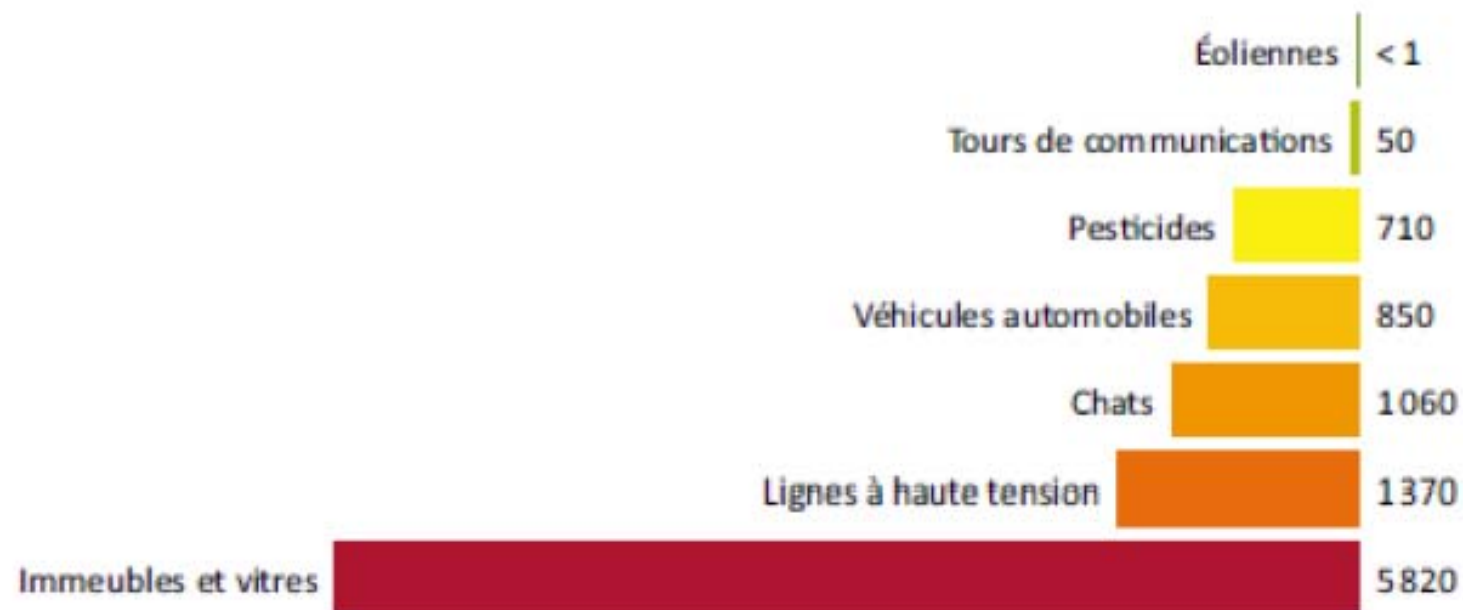 Éoliennes < 1
Tours de communications 50
Pesticides 710
Véhicules automobiles 850
Chats 1060
Lignes à haute tension 1370
Immeubles et vitres 5820